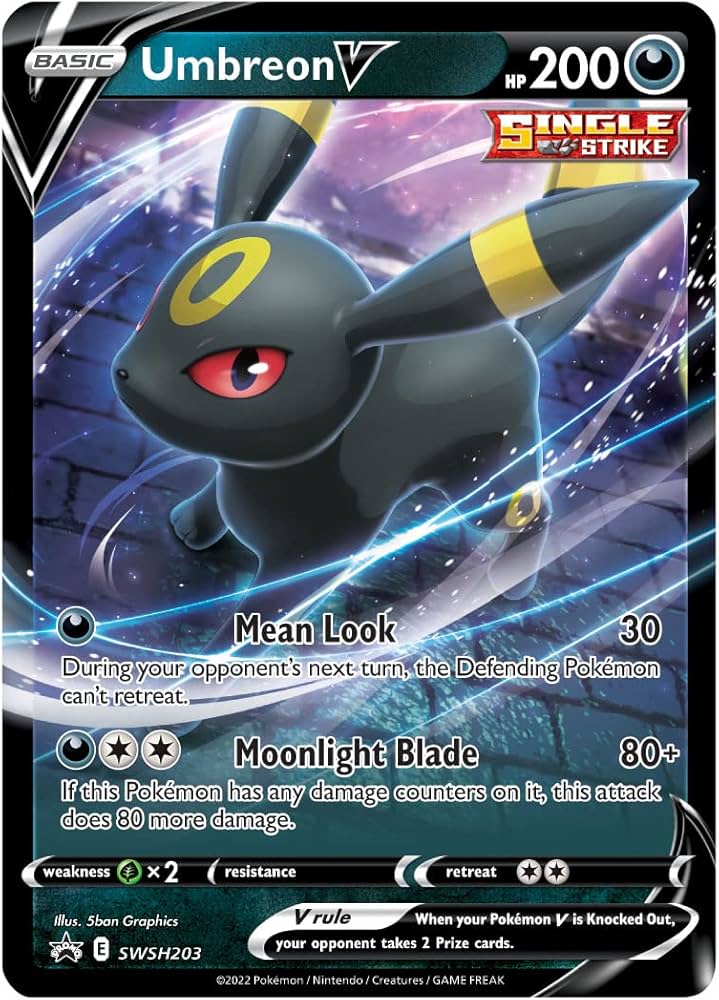 BASIC UmbreonV HP 200
SINGLE
STRIKE
Mean Look 30
During your opponent's next turn, the Defending Pokémon
can't retreat.
Moonlight Blade 80+
If this Pokémon has any damage counters on it, this attack
does 80 more damage.
weakness ×2 resistance retreat
Illus. 5ban Graphics
V rule When your Pokémon V is Knocked Out,
your opponent takes 2 Prize cards.
PROMO E SWSH203
©2022 Pokémon / Nintendo / Creatures / GAME FREAK